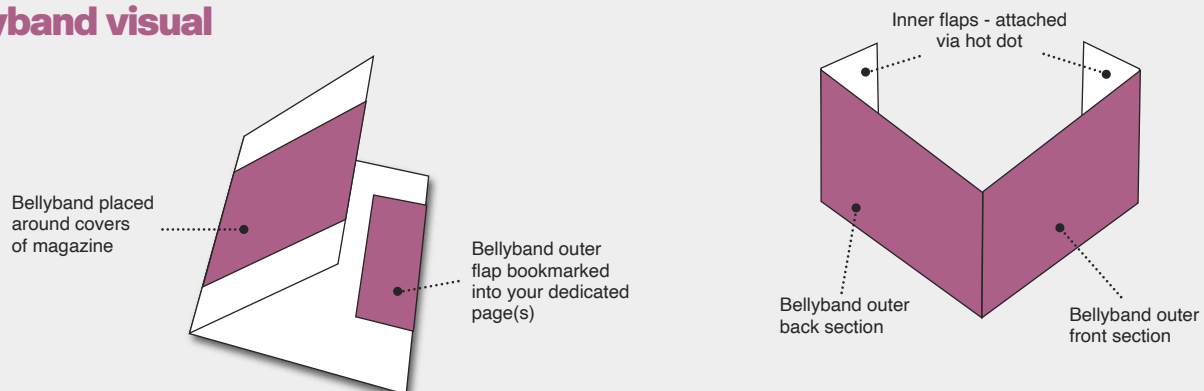 visual
Bellyband placed
around covers
of magazine
Bellyband outer
flap bookmarked
into your dedicated
page(s)
Inner flaps - attached
via hot dot
Bellyband outer
back section
Bellyband outer
front section